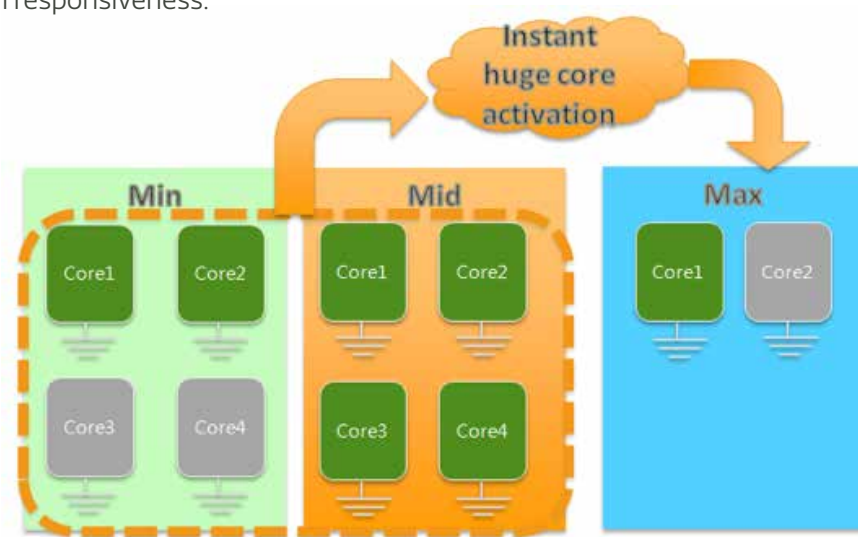 responsiveness.
Instant
huge core
activation
Min
Mid
Max
Core1
Core2
Core1
Core2
Core1
Core2
Core3
Core4
Core3
Core4